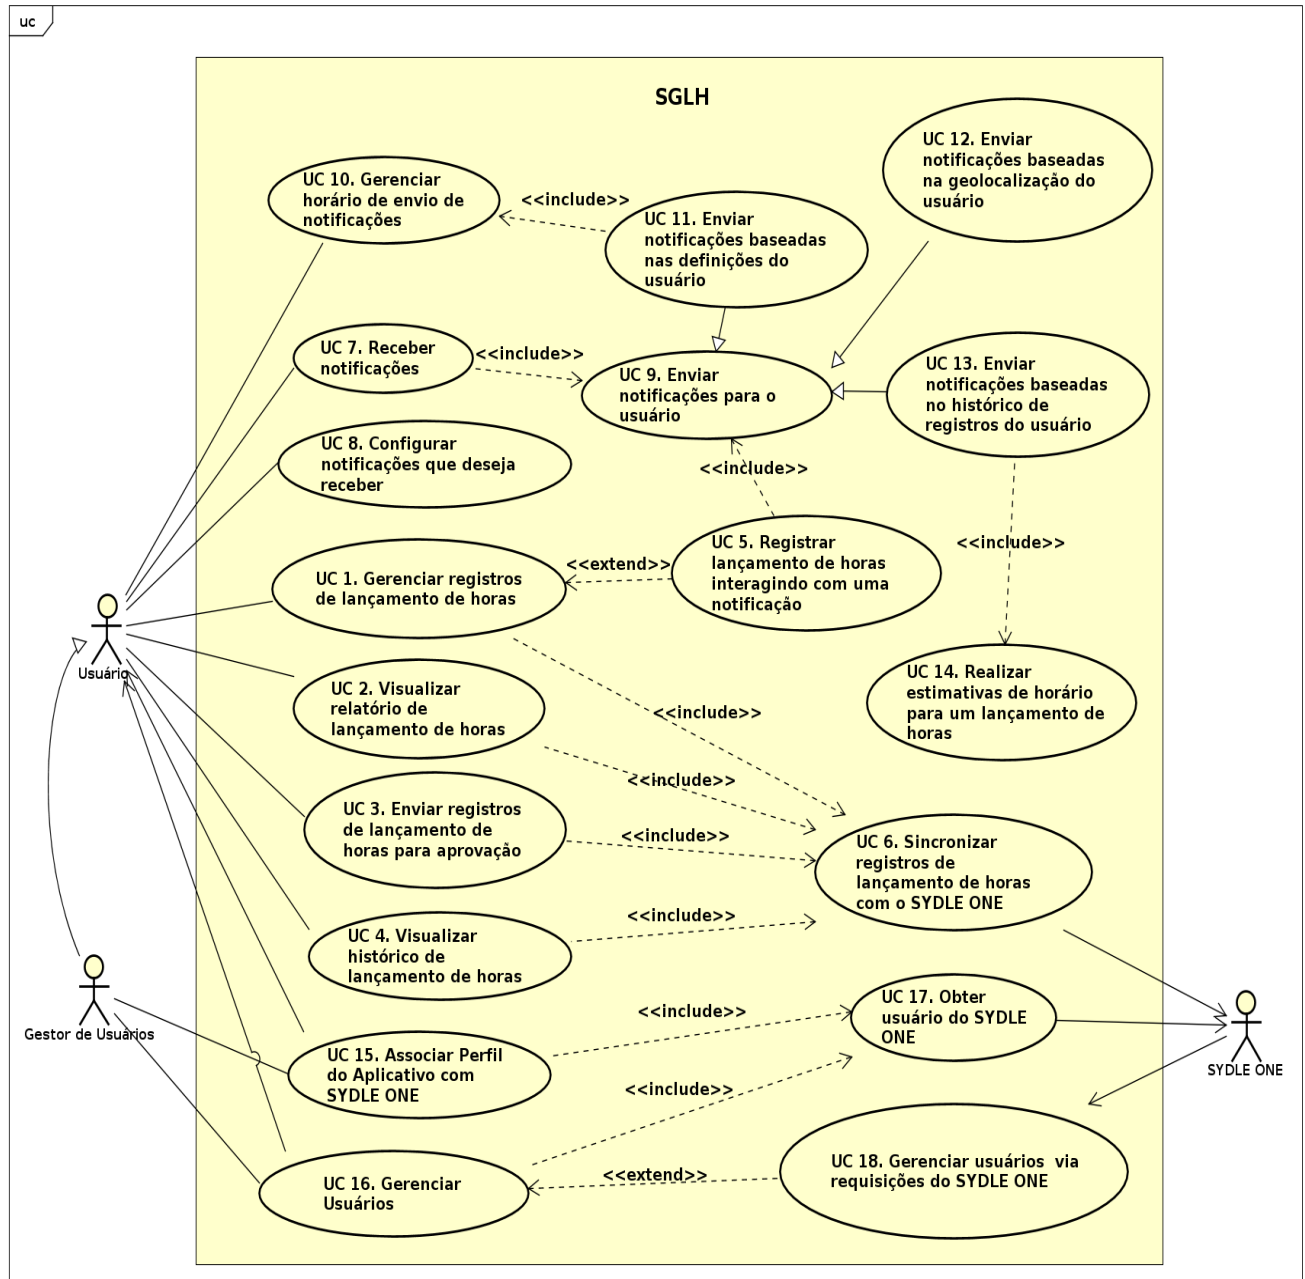 uc
SGLH
UC 12. Enviar
notificações baseadas
na geolocalização do
usuário
UC 10. Gerenciar
horário de envio de
notificações
<<include>>
UC 11. Enviar
notificações baseadas
nas definições do
usuário
UC 7. Receber
notificações
<<include>>
UC 9. Enviar
notificações para o
usuário
UC 13. Enviar
notificações baseadas
no histórico de
registros do usuário
UC 8. Configurar
notificações que deseja
receber
<<include>>
UC 5. Registrar
lançamento de horas
interagindo com uma
notificação
<<include>>
<<extend>>
UC 1. Gerenciar registros
de lançamento de horas
Usuário
UC 2. Visualizar
relatório de
lançamento de horas
<<include>>
UC 14. Realizar
estimativas de horário
para um lançamento de
horas
<<include>>
UC 3. Enviar registros
de lançamento de
horas para aprovação
<<include>>
UC 6. Sincronizar
registros de
lançamento de horas
com o SYDLE ONE
<<include>>
UC 4. Visualizar
histórico de
lançamento de horas
Gestor de Usuários
<<include>>
UC 17. Obter
usuário do SYDLE
ONE
UC 15. Associar Perfil
do Aplicativo com
SYDLE ONE
SYDLE ONE
<<include>>
UC 16. Gerenciar
Usuários
<<extend>>
UC 18. Gerenciar usuários  via
requisições do SYDLE ONE